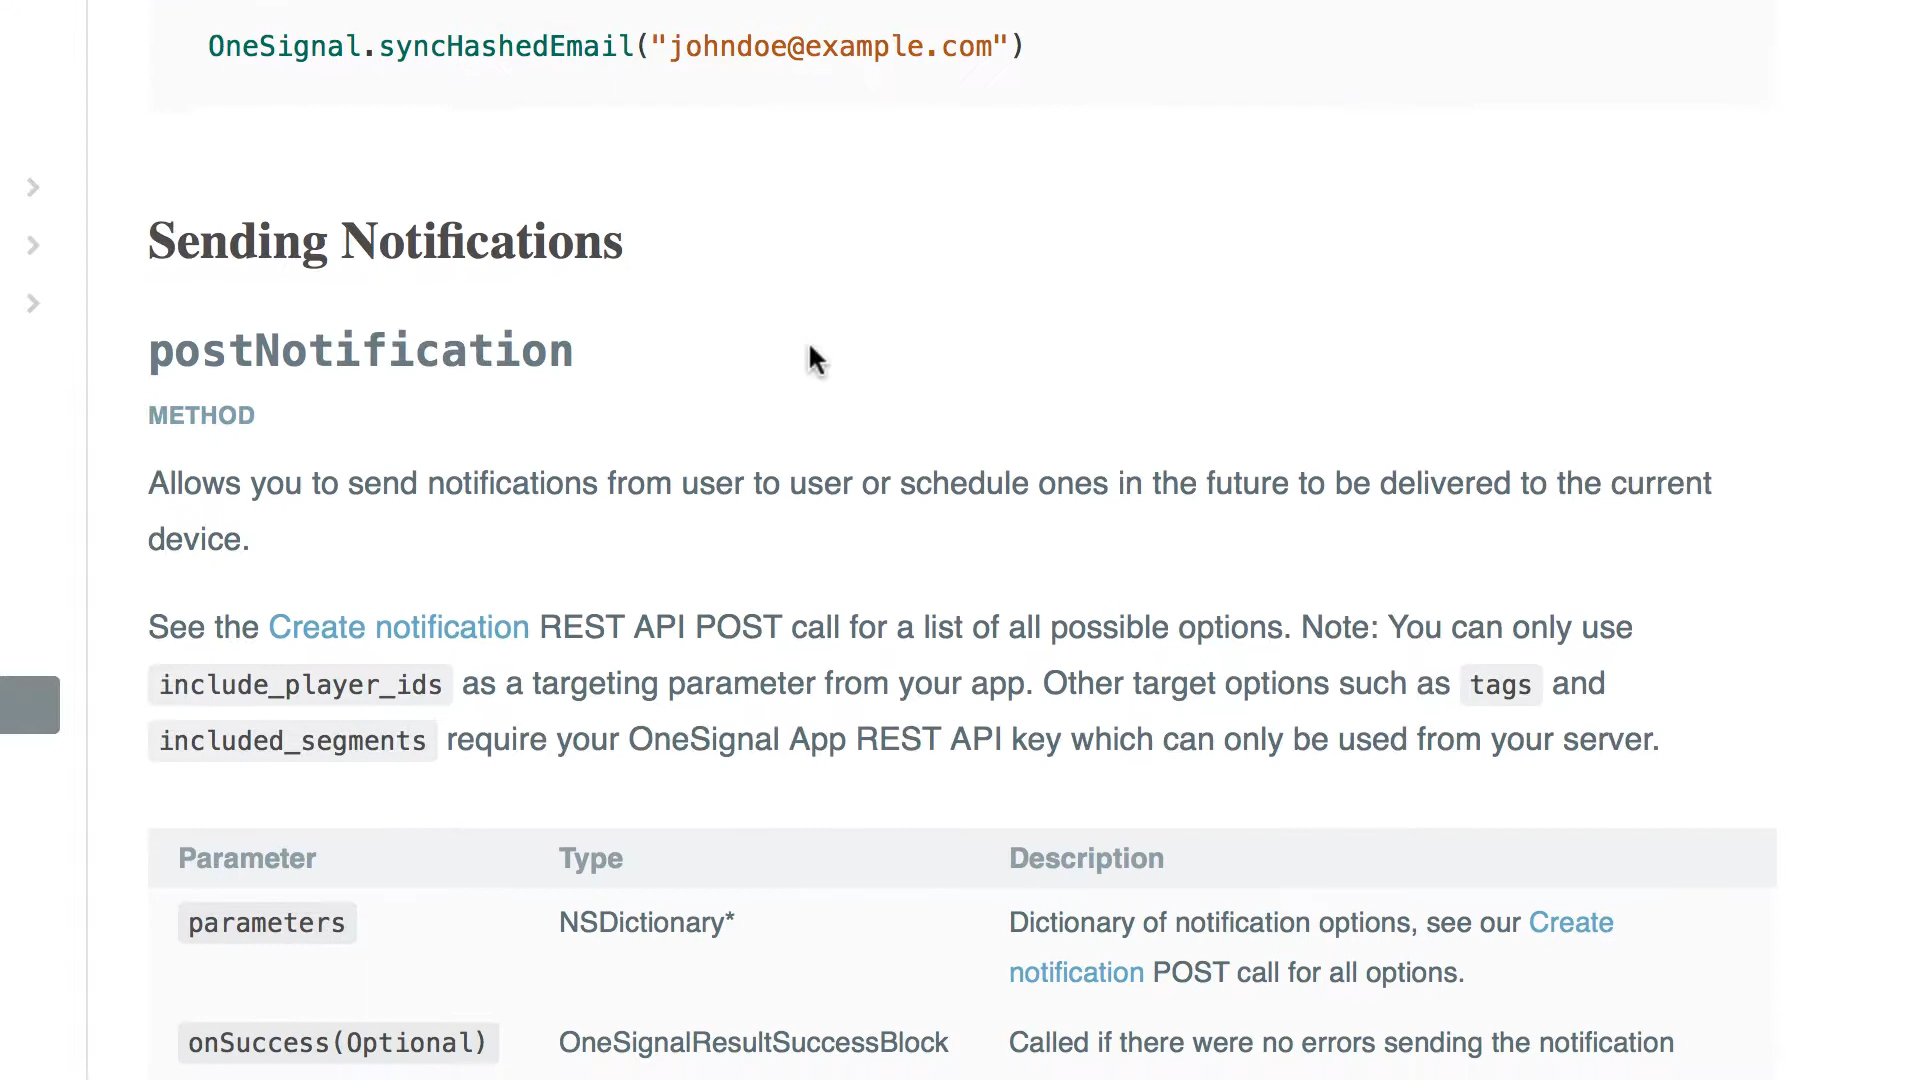 OneSignal.syncHashedEmail("johndoe@example.com")
Sending Notifications
postNotification
METHOD
Allows you to send notifications from user to user or schedule ones in the future to be delivered to the current
device.
See the Create notification REST API POST call for a list of all possible options. Note: You can only use
include_player_ids as a targeting parameter from your app. Other target options such as tags and
included_segments require your OneSignal App REST API key which can only be used from your server.
Parameter Type Description
parameters NSDictionary* Dictionary of notification options, see our Create
notification POST call for all options.
onSuccess(Optional) OneSignalResultSuccessBlock Called if there were no errors sending the notification